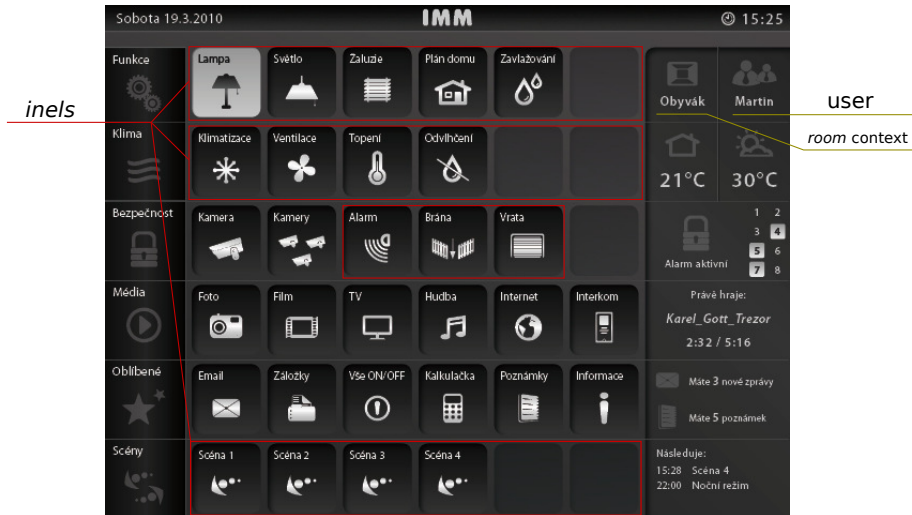 Sobota 19.3.2010
IMM
15:25
Funkce
Lampa
Světlo
Zaluzie
Plán domu
Zavlažování
Obyvák
Martin
inels
user
room context
Klima
Klimatizace
Ventilace
Topení
Odvlhčení
21°C
30°C
Bezpečnost
Kamera
Kamery
Alarm
Brána
Vrata
1 2
3 4
5 6
7 8
Alarm aktivní
Média
Foto
Film
TV
Hudba
Internet
Interkom
Právě hraje:
Karel_Gott_Trezor
2:32 / 5:16
Oblíbené
Email
Záložky
Vše ON/OFF
Kalkulačka
Poznámky
Informace
Máte 3 nové zprávy
Máte 5 poznámek
Scény
Scéna 1
Scéna 2
Scéna 3
Scéna 4
Následuje:
15:28 Scéna 4
22:00 Noční režim